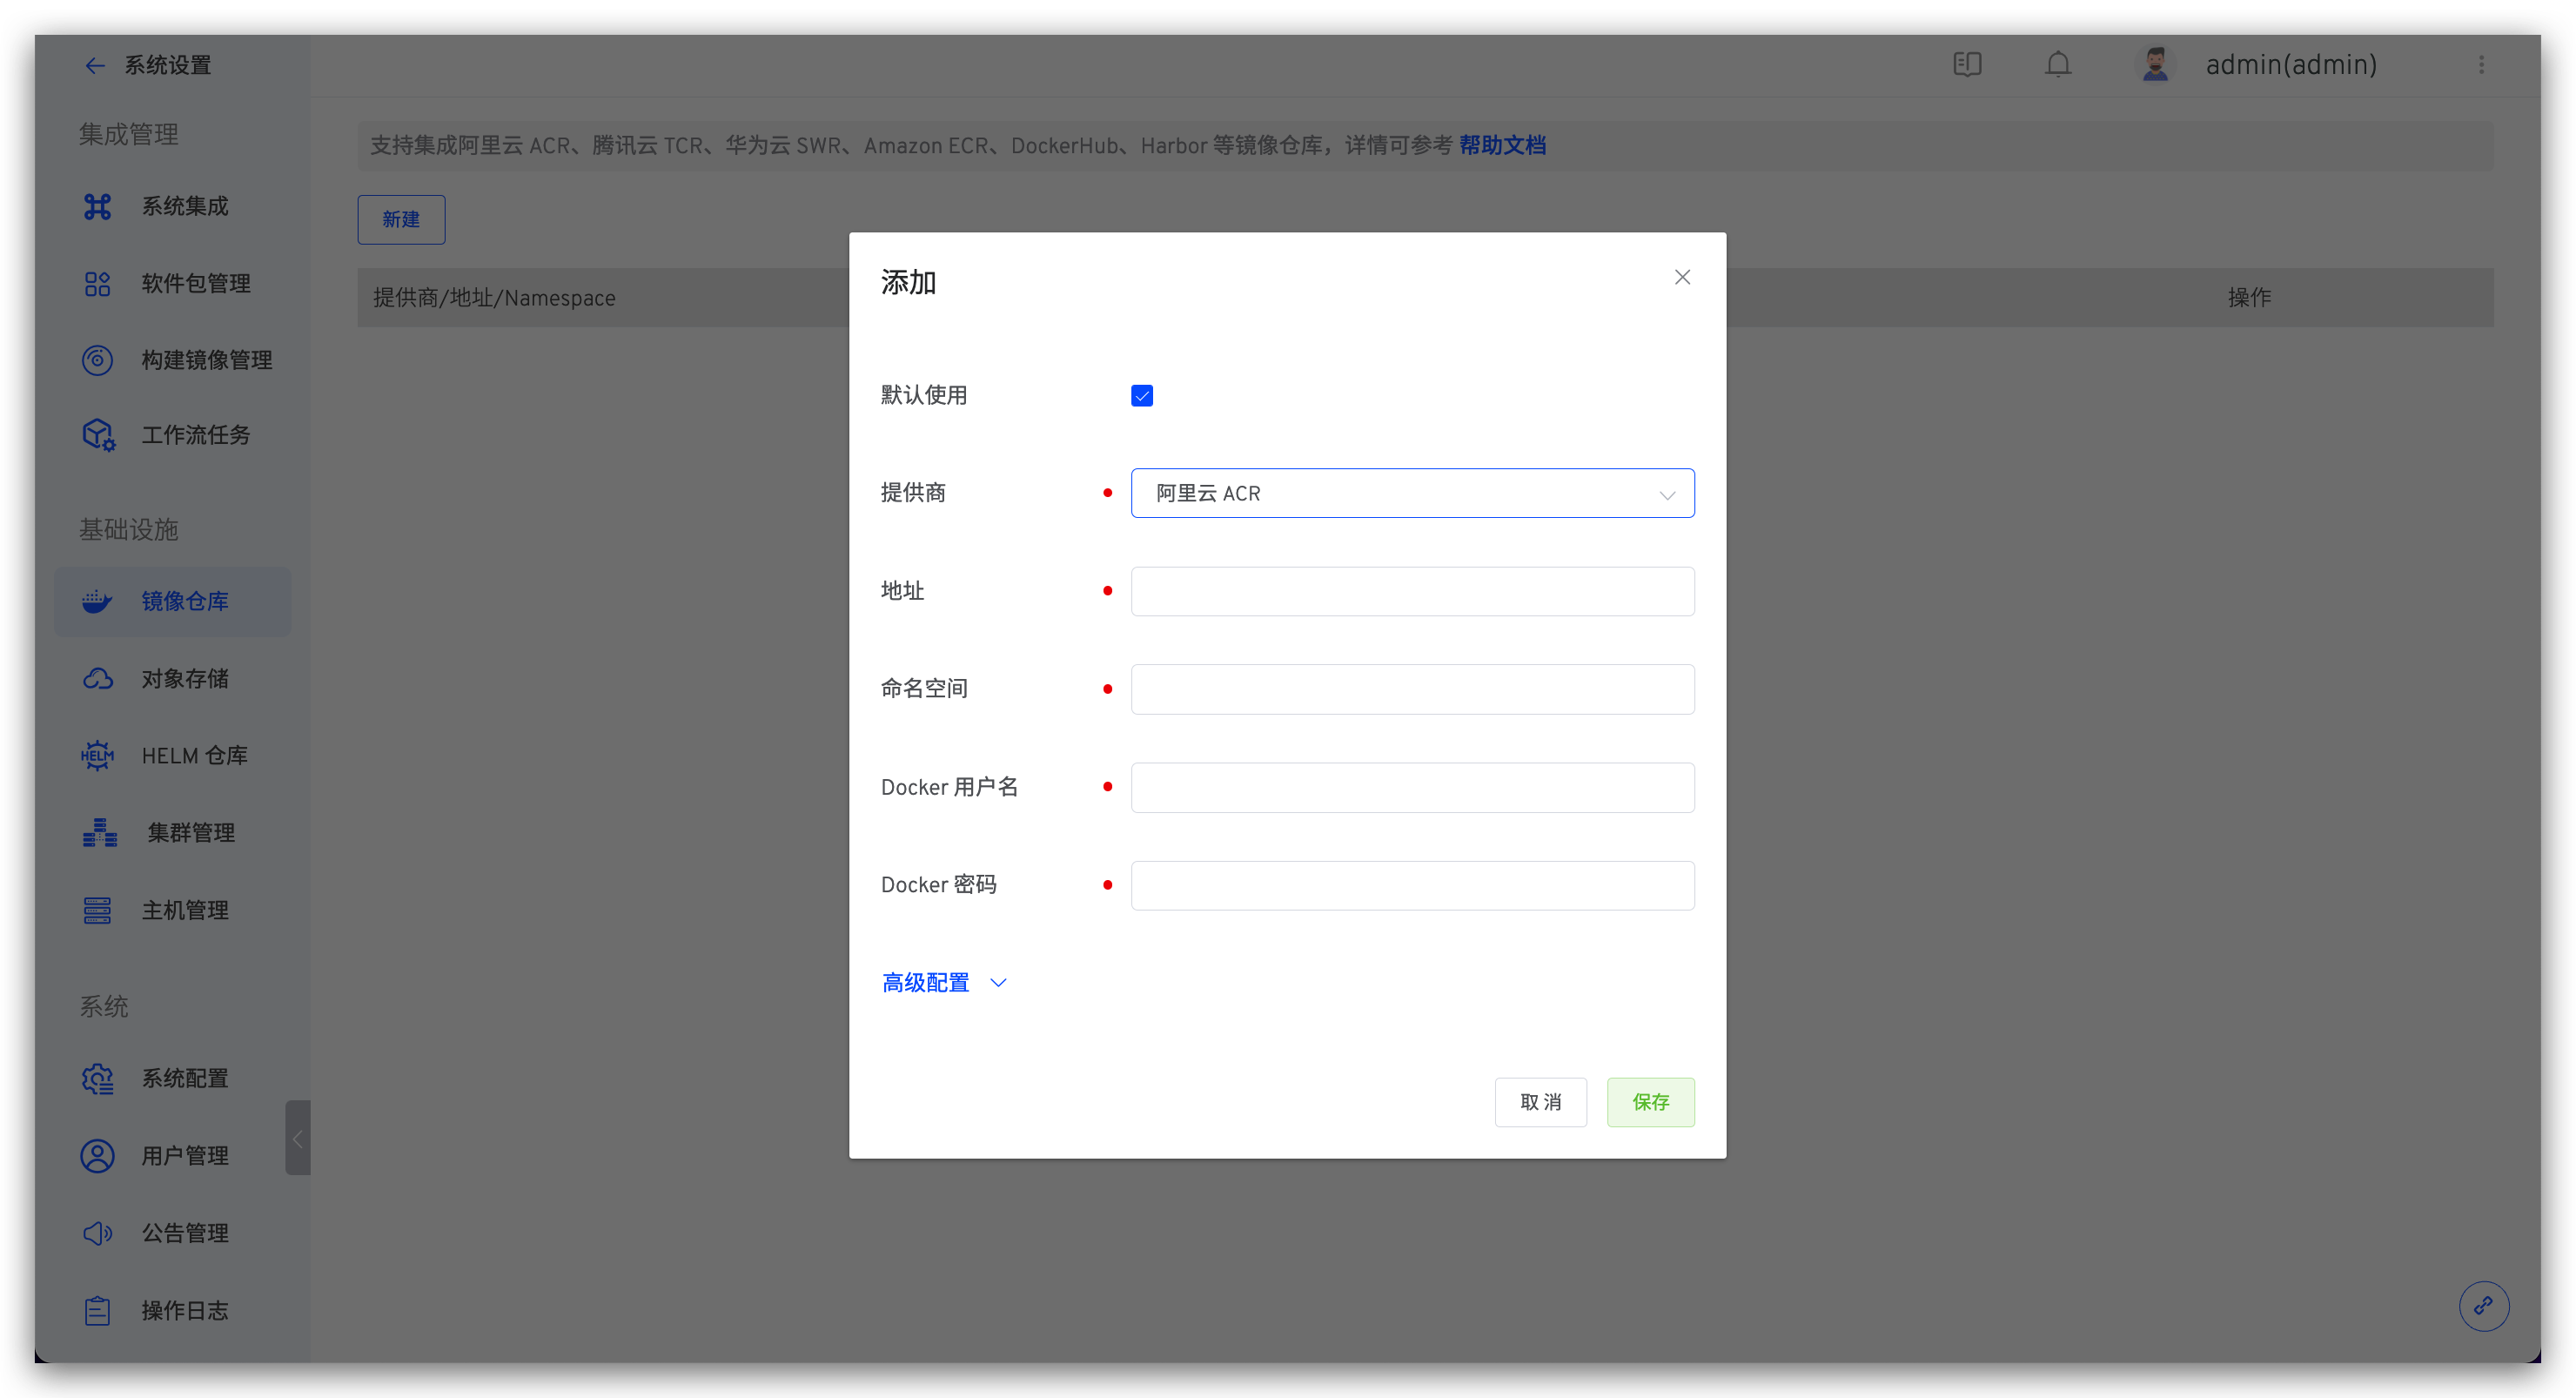 系统设置
admin(admin)
集成管理
系统集成
软件包管理
构建镜像管理
工作流任务
基础设施
镜像仓库
对象存储
HELM 仓库
集群管理
主机管理
系统
系统配置
用户管理
公告管理
操作日志
支持集成阿里云 ACR、腾讯云 TCR、华为云 SWR、Amazon ECR、DockerHub、Harbor 等镜像仓库，详情可参考 帮助文档
新建
提供商/地址/Namespace
操作
添加
默认使用
提供商
阿里云 ACR
地址
命名空间
Docker 用户名
Docker 密码
高级配置
取 消
保存